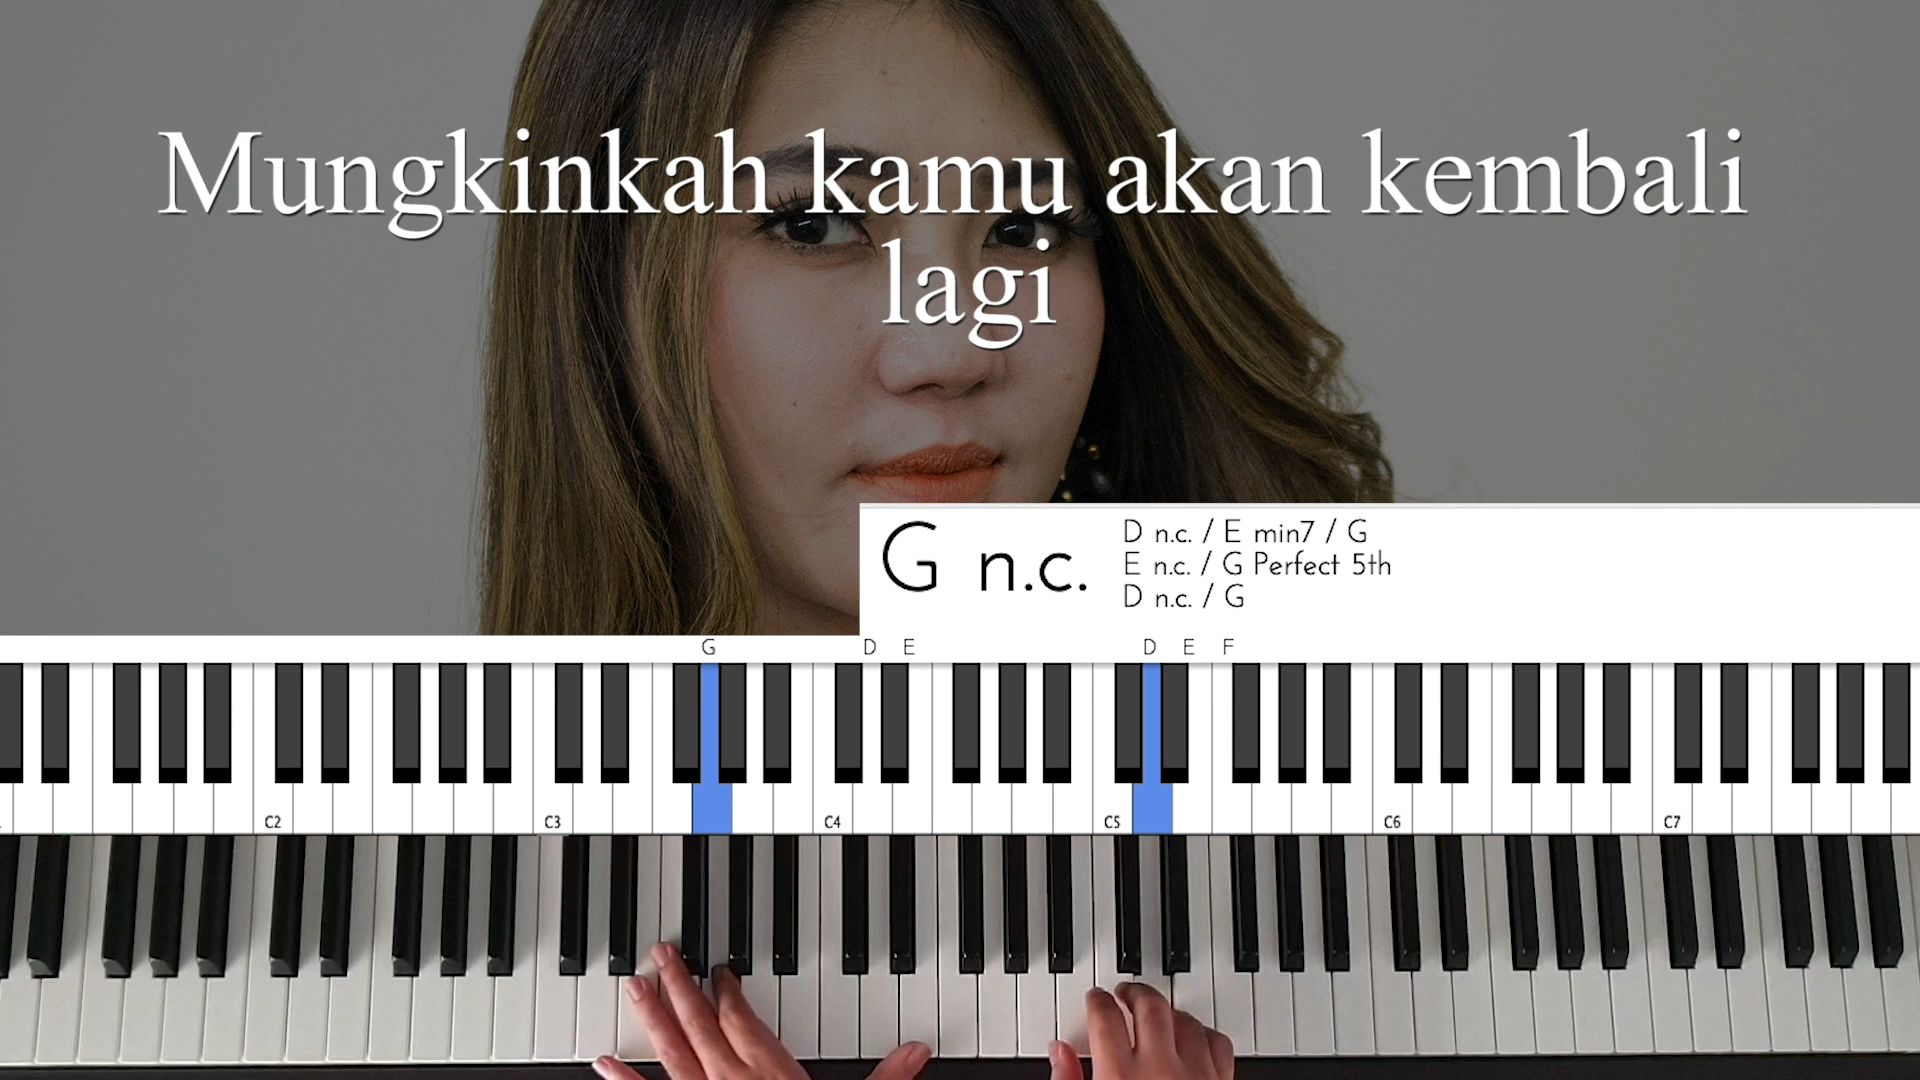 Mungkinkah kamu akan kembali
lagi
G n.c.
D n.c. / E min7 / G
E n.c. / G Perfect 5th
D n.c. / G
G D E D E F
C2 C3 C4 C5 C6 C7